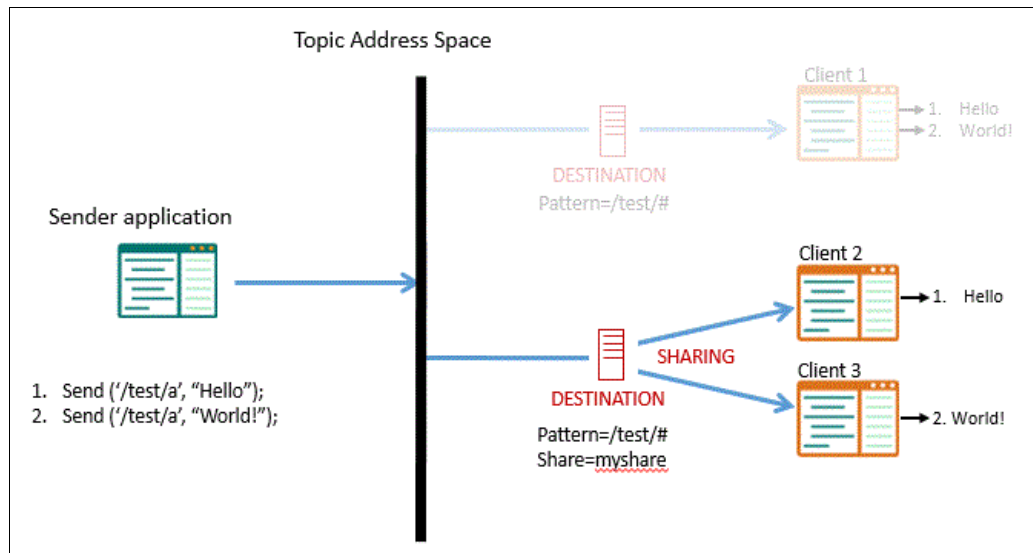 Topic Address Space
Client 1
1. Hello
2. World!
DESTINATION
Pattern=/test/#
Sender application
1. Send ('/test/a', “Hello”);
2. Send ('/test/a', “World!”);
Client 2
1. Hello
SHARING
DESTINATION
Pattern=/test/#
Share=myshare
Client 3
2. World!